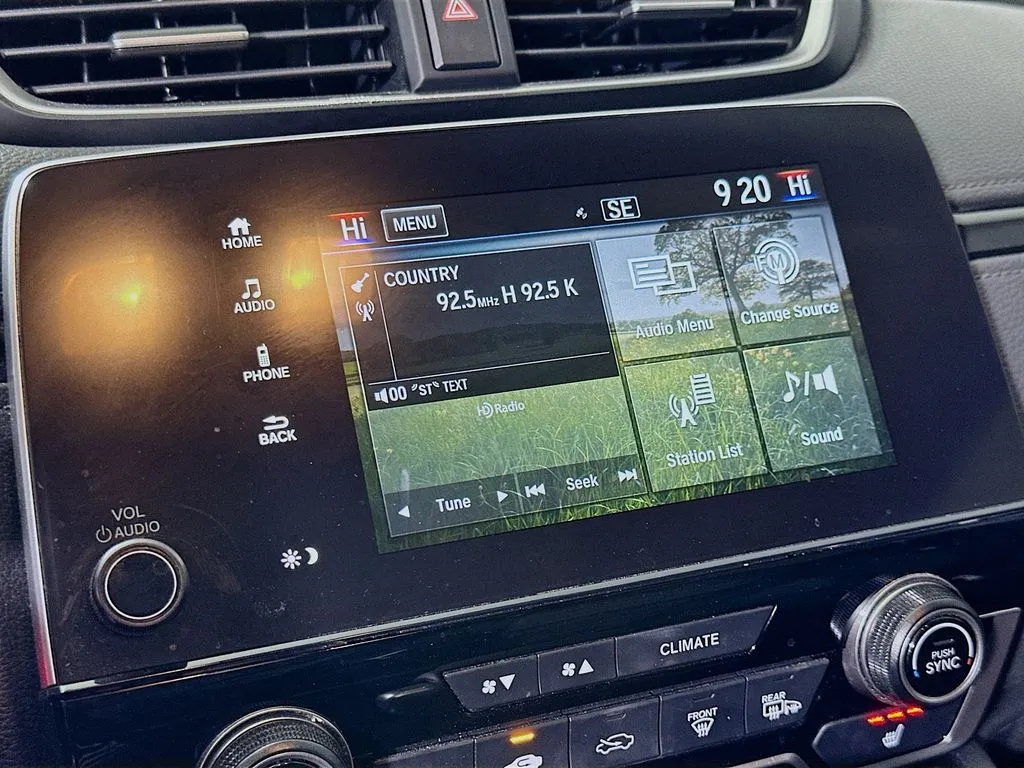 HOME
AUDIO
PHONE
BACK
VOL
AUDIO
Hi MENU SE 9 20 Hi
COUNTRY
92.5MHz H 92.5 K
00 "ST" TEXT
HD Radio
Tune Seek
Audio Menu
FM
Change Source
Station List
Sound
CLIMATE
FRONT
REAR
PUSH
SYNC